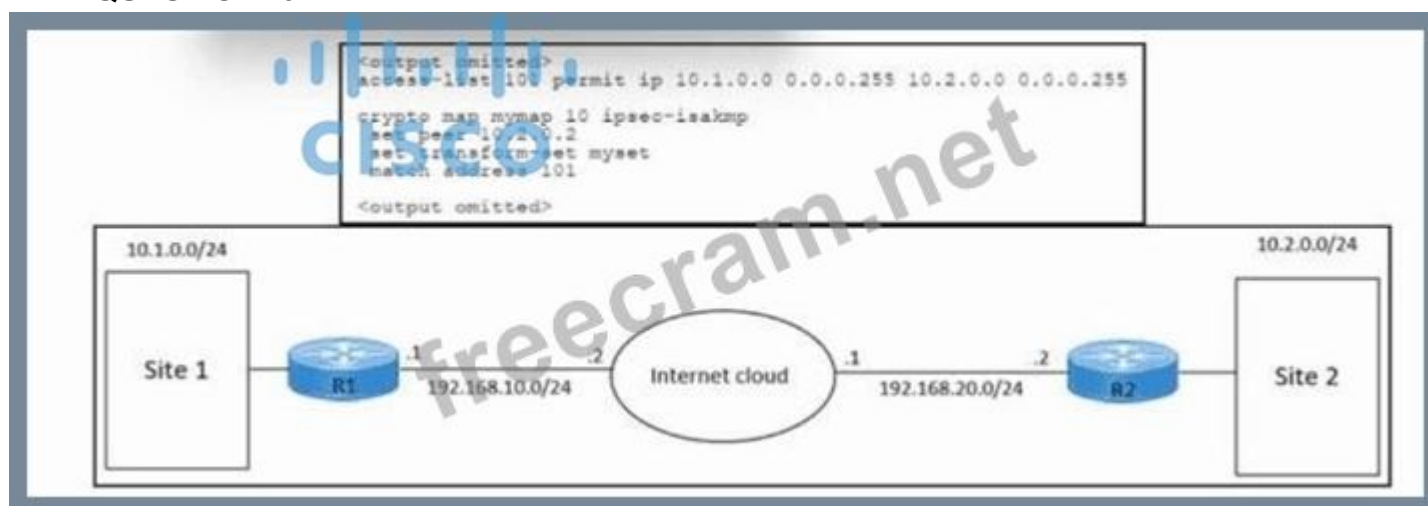 <output omitted>
access-list 101 permit ip 10.1.0.0 0.0.0.255 10.2.0.0 0.0.0.255
crypto map mymap 10 ipsec-isakmp
set peer 10.2.0.2
set transform-set myset
match address 101
<output omitted>
CISCO
freecram.net
10.1.0.0/24
10.2.0.0/24
Site 1
R1
.1
192.168.10.0/24
.2
Internet cloud
.1
192.168.20.0/24
.2
R2
Site 2